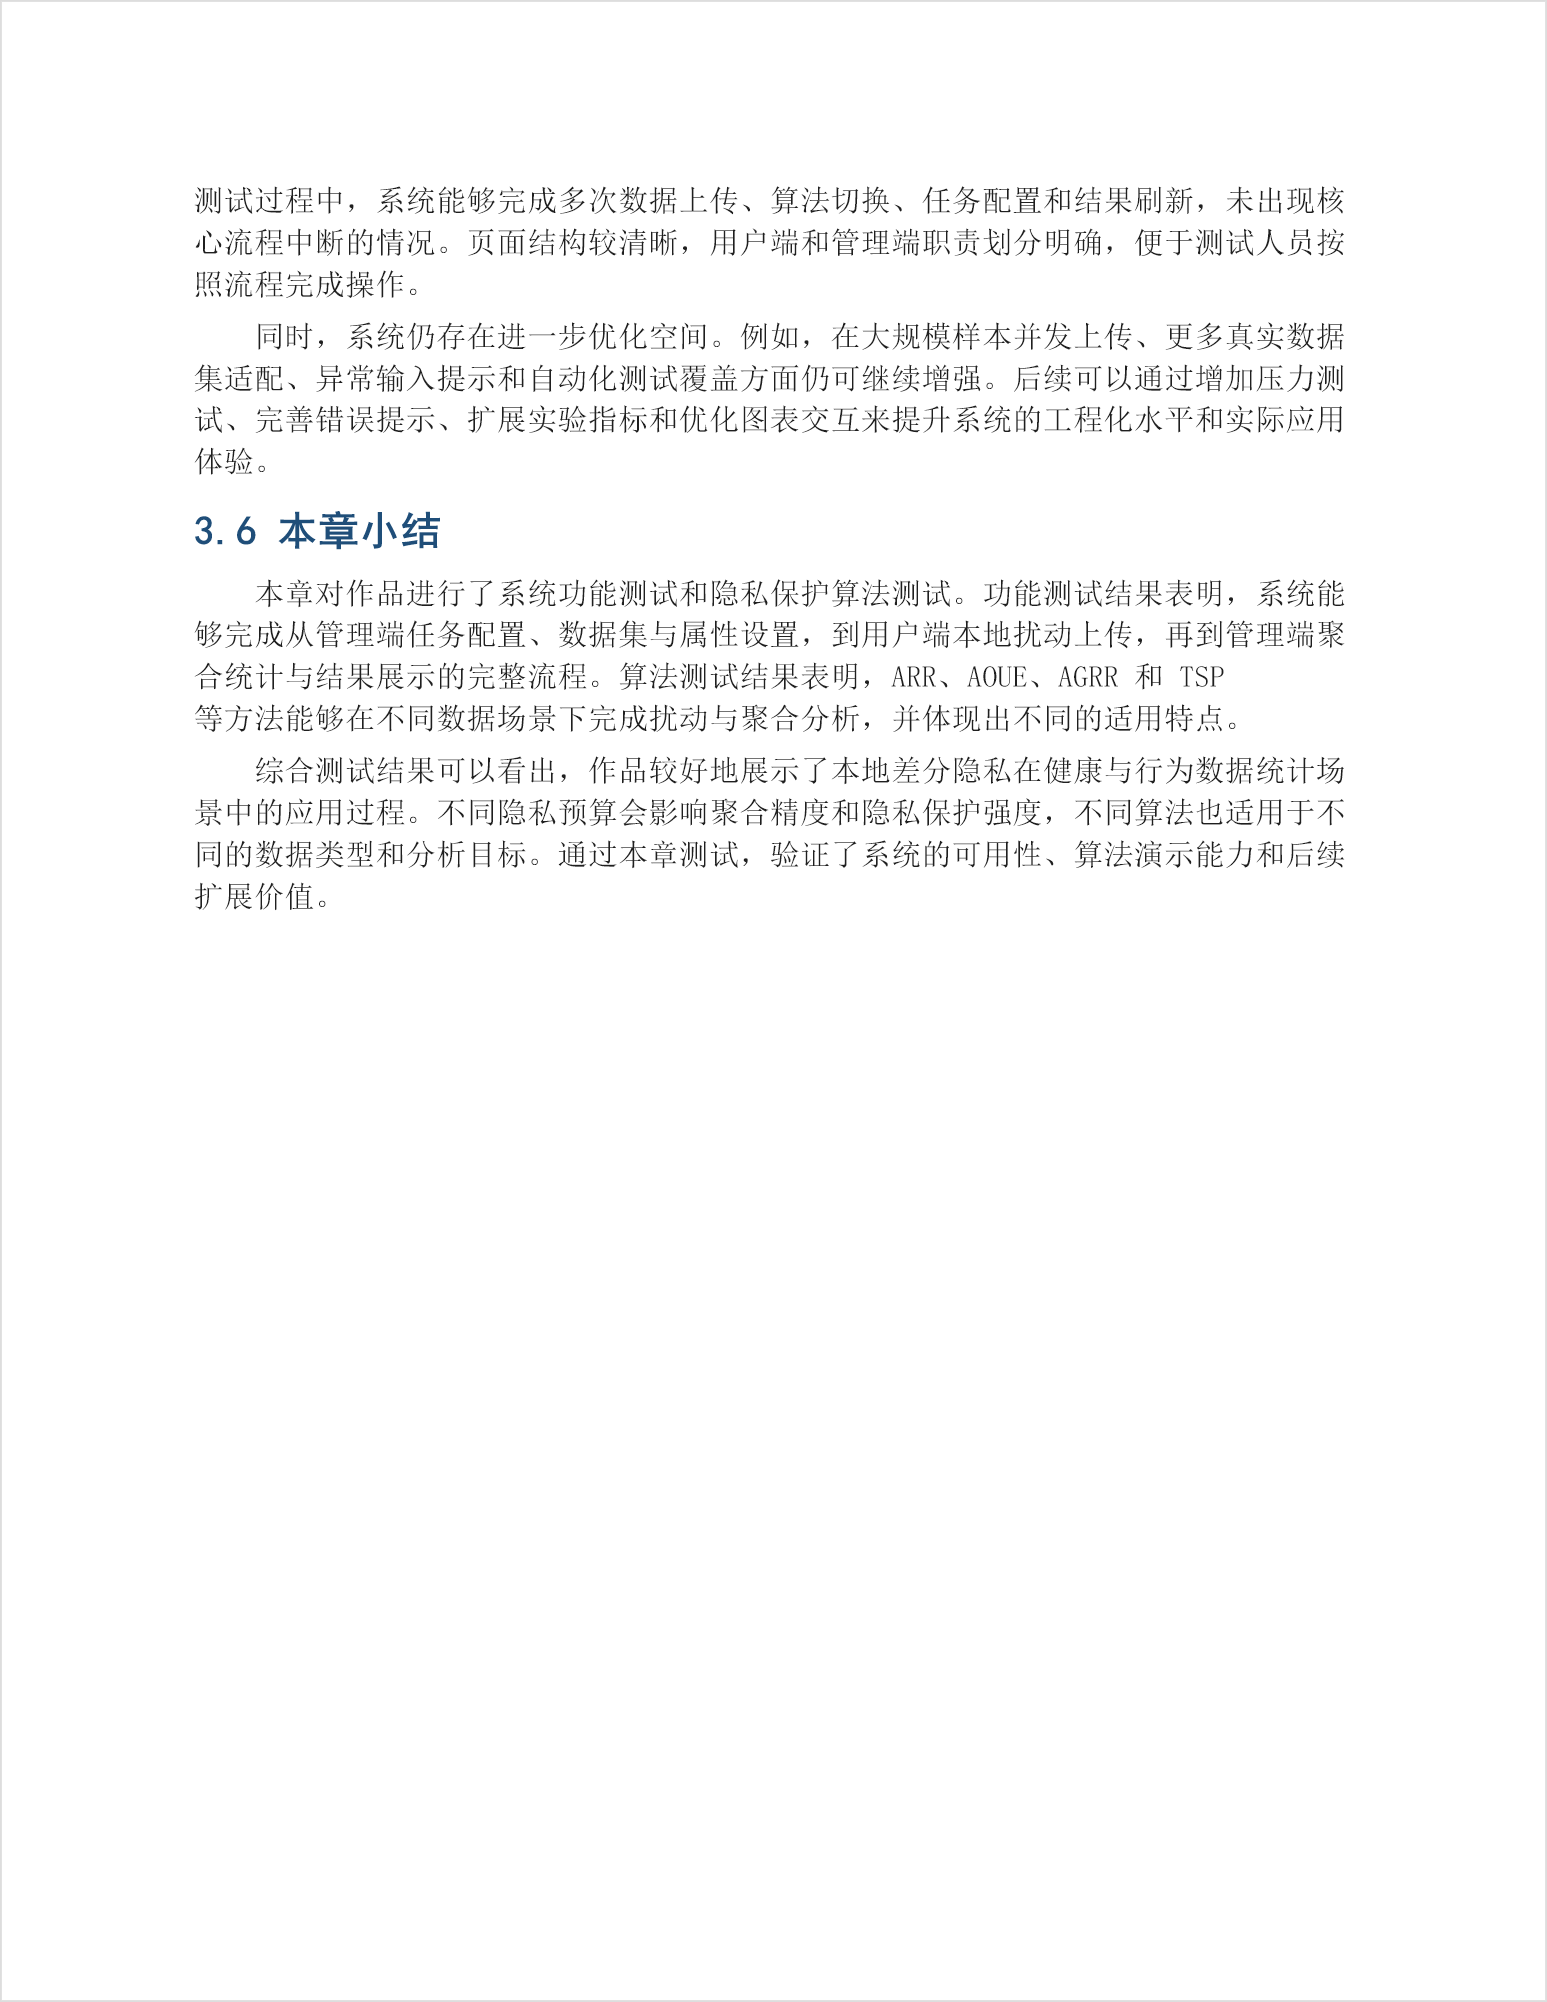 测试过程中，系统能够完成多次数据上传、算法切换、任务配置和结果刷新，未出现核
心流程中断的情况。页面结构较清晰，用户端和管理端职责划分明确，便于测试人员按
照流程完成操作。
同时，系统仍存在进一步优化空间。例如，在大规模样本并发上传、更多真实数据
集适配、异常输入提示和自动化测试覆盖方面仍可继续增强。后续可以通过增加压力测
试、完善错误提示、扩展实验指标和优化图表交互来提升系统的工程化水平和实际应用
体验。
3.6 本章小结
本章对作品进行了系统功能测试和隐私保护算法测试。功能测试结果表明，系统能
够完成从管理端任务配置、数据集与属性设置，到用户端本地扰动上传，再到管理端聚
合统计与结果展示的完整流程。算法测试结果表明，ARR、AOUE、AGRR 和 TSP
等方法能够在不同数据场景下完成扰动与聚合分析，并体现出不同的适用特点。
综合测试结果可以看出，作品较好地展示了本地差分隐私在健康与行为数据统计场
景中的应用过程。不同隐私预算会影响聚合精度和隐私保护强度，不同算法也适用于不
同的数据类型和分析目标。通过本章测试，验证了系统的可用性、算法演示能力和后续
扩展价值。